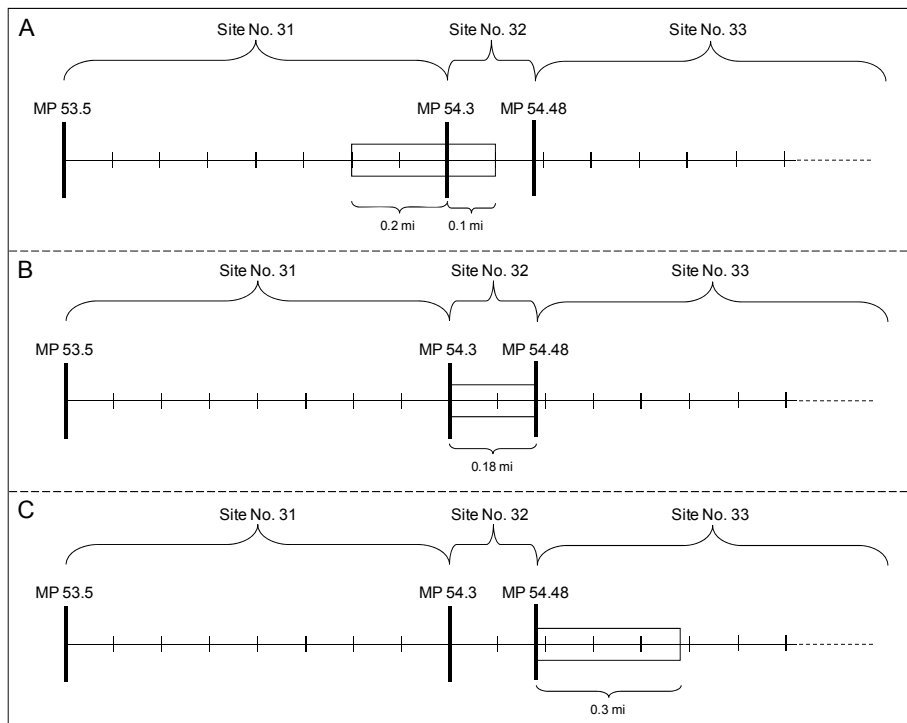 A
Site No. 31 Site No. 32 Site No. 33
MP 53.5 MP 54.3 MP 54.48
0.2 mi 0.1 mi
B
Site No. 31 Site No. 32 Site No. 33
MP 53.5 MP 54.3 MP 54.48
0.18 mi
C
Site No. 31 Site No. 32 Site No. 33
MP 53.5 MP 54.3 MP 54.48
0.3 mi